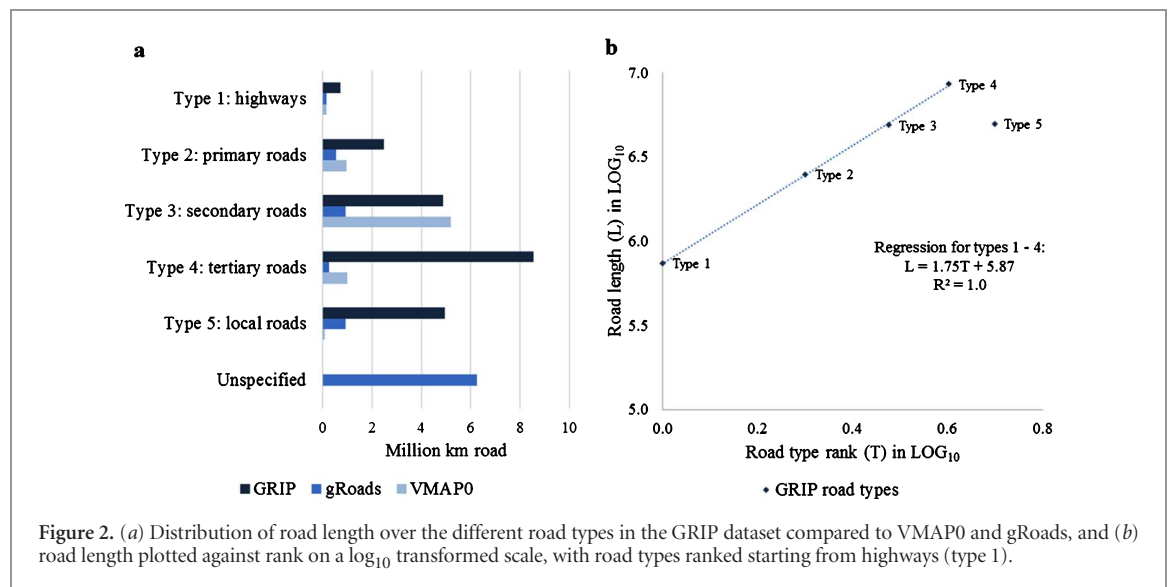 a
Type 1: highways
Type 2: primary roads
Type 3: secondary roads
Type 4: tertiary roads
Type 5: local roads
Unspecified
0 2 4 6 8 10
Million km road
GRIP gRoads VMAP0
b
Road length (L) in LOG₁₀
7.0
6.5
6.0
5.5
5.0
Type 4
Type 3
Type 5
Type 2
Type 1
Regression for types 1 - 4:
L = 1.75T + 5.87
R² = 1.0
0.0 0.2 0.4 0.6 0.8
Road type rank (T) in LOG₁₀
GRIP road types
Figure 2. (a) Distribution of road length over the different road types in the GRIP dataset compared to VMAP0 and gRoads, and (b)
road length plotted against rank on a log₁₀ transformed scale, with road types ranked starting from highways (type 1).